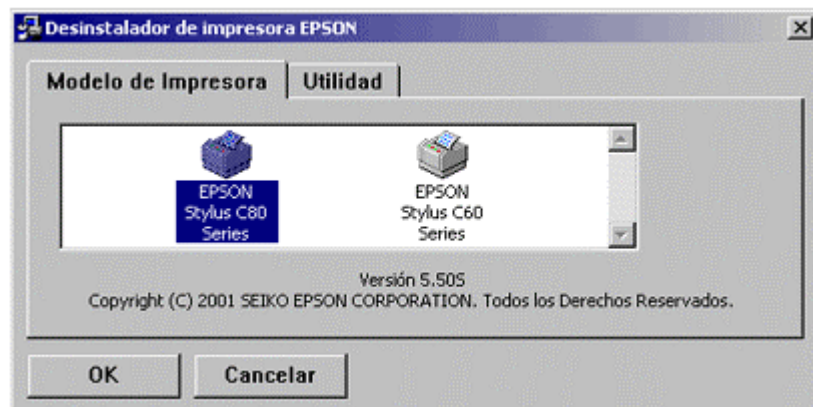 Desinstalador de impresora EPSON
Modelo de Impresora Utilidad
EPSON
Stylus C80
Series
EPSON
Stylus C60
Series
Versión 5.50S
Copyright (C) 2001 SEIKO EPSON CORPORATION. Todos los Derechos Reservados.
OK Cancelar